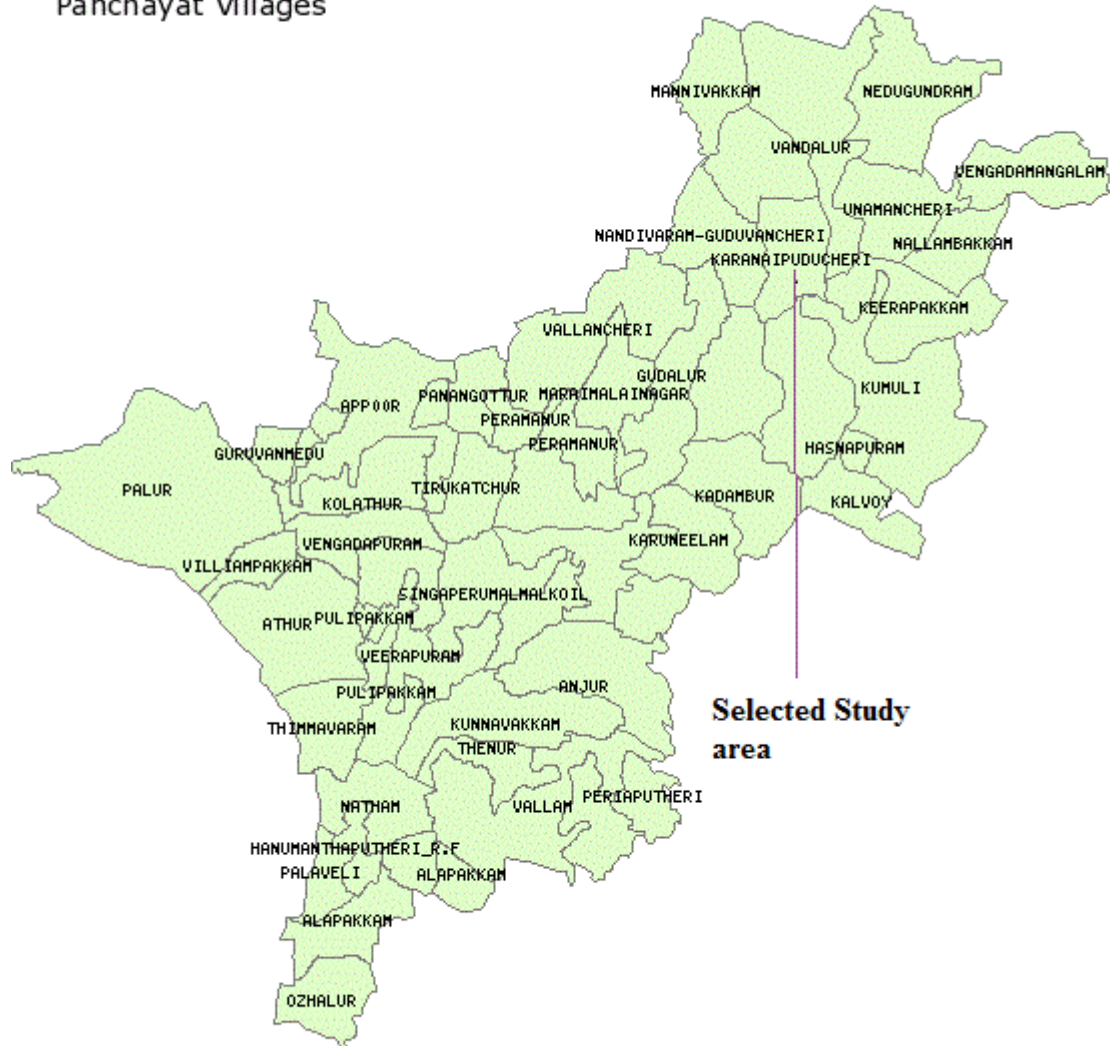 Panchayat Villages
MANNIVAKKAM
NEDUGUNDRAM
VANDALUR
VENGADAMANGALAM
UNAMANCHERI
NANDIVARAM-GUDUVANCHERI
NALLAMBAKKAM
KARANAIPUDUCHERI
KEERAPAKKAM
VALLANCHERI
GUDALUR
KUMULI
PANANGOTTUR
MARAIMALAINAGAR
APPOOR
PERAMANUR
PERAMANUR
HASNAPURAM
GURUVANMEDU
PALUR
TIRUKATCHUR
KADAMBUR
KALVOY
KOLATHUR
VENGADAPURAM
KARUNEELAM
VILLIAMPAKKAM
SINGAPERUMALMALKOIL
ATHUR
PULIPAKKAM
VEERAPURAM
PULIPAKKAM
ANJUR
Selected Study
area
THIMMAVARAM
KUNNAVAKKAM
THENUR
NATHAM
VALLAM
PERIAPUTHERI
HANUMANTHAPUTHERI_R.F
PALAVELI
ALAPAKKAM
ALAPAKKAM
OZHALUR